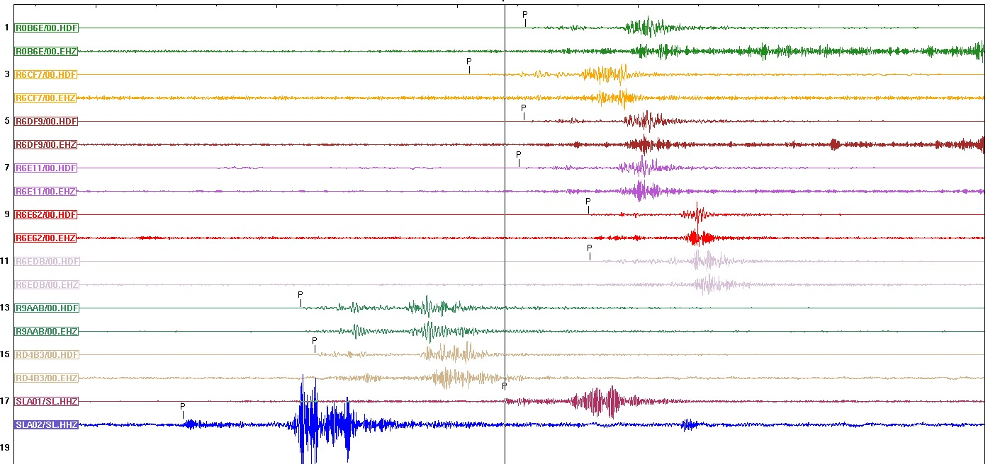 P
1 R0B6E/00.HDF
R0B6E/00.EHZ
P
3 R6CF7/00.HDF
R6CF7/00.EHZ
P
5 R6DF9/00.HDF
R6DF9/00.EHZ
P
7 R6E11/00.HDF
R6E11/00.EHZ
P
9 R6E62/00.HDF
R6E62/00.EHZ
P
11 R6EDB/00.HDF
R6EDB/00.EHZ
P
13 R9AAB/00.HDF
R9AAB/00.EHZ
P
15 RD4B3/00.HDF
RD4B3/00.EHZ
P
17 SLA01/SL.HHZ
P
SLA02/SL.HHZ
19